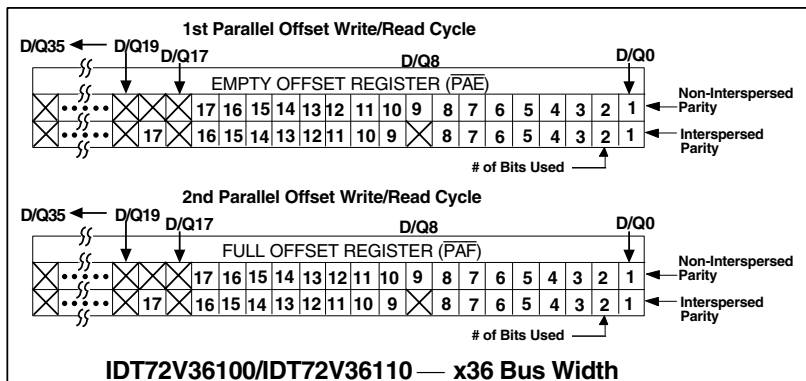 1st Parallel Offset Write/Read Cycle
D/Q35 D/Q19 D/Q17 D/Q8 D/Q0
EMPTY OFFSET REGISTER (PAE)
17 16 15 14 13 12 11 10 9 8 7 6 5 4 3 2 1 Non-Interspersed Parity
17 16 15 14 13 12 11 10 9 8 7 6 5 4 3 2 1 Interspersed Parity
# of Bits Used
2nd Parallel Offset Write/Read Cycle
D/Q35 D/Q19 D/Q17 D/Q8 D/Q0
FULL OFFSET REGISTER (PAF)
17 16 15 14 13 12 11 10 9 8 7 6 5 4 3 2 1 Non-Interspersed Parity
17 16 15 14 13 12 11 10 9 8 7 6 5 4 3 2 1 Interspersed Parity
# of Bits Used
IDT72V36100/IDT72V36110 — x36 Bus Width